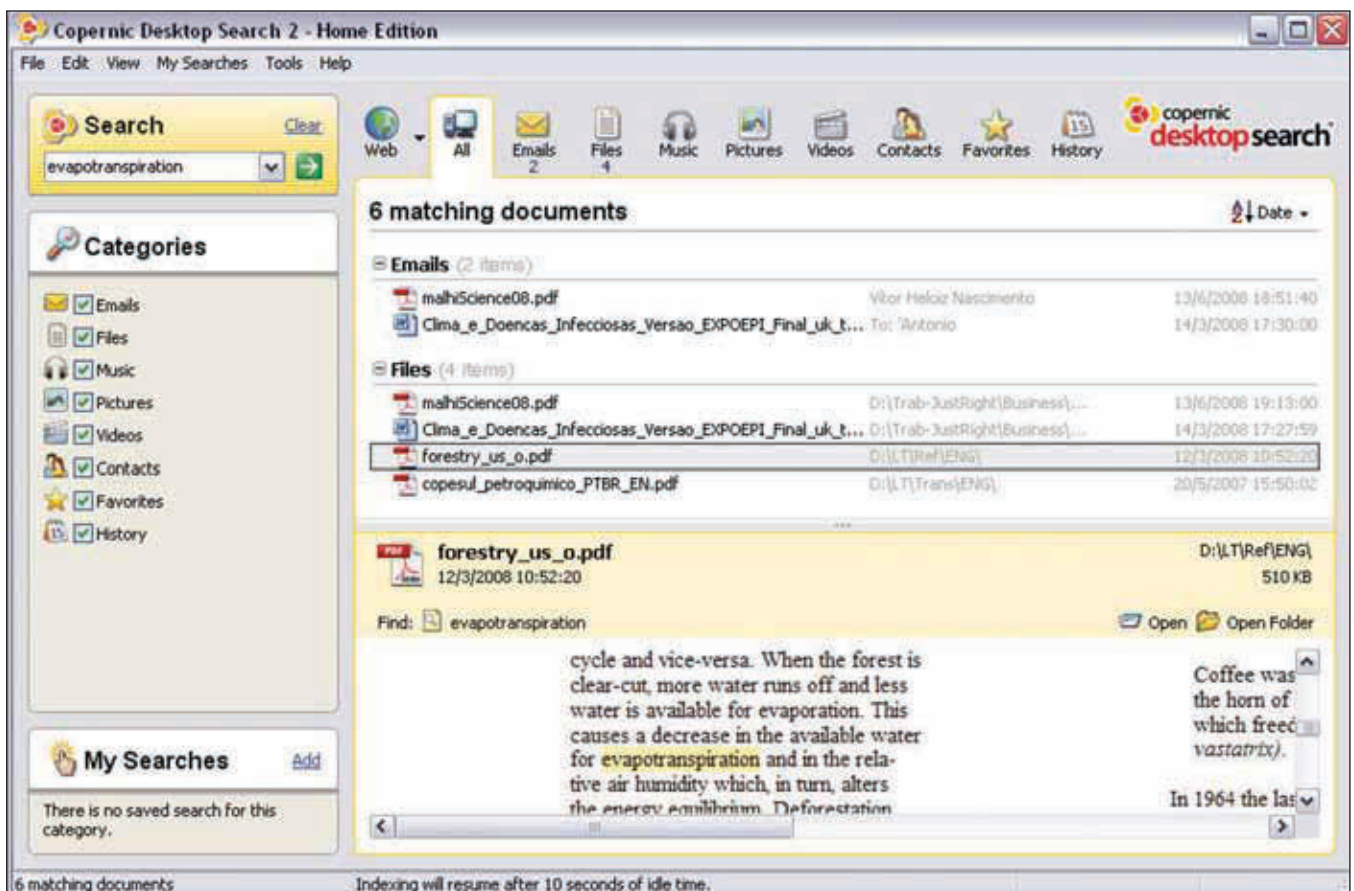 Copernic Desktop Search 2 - Home Edition
File Edit View My Searches Tools Help
Search Clear
evapotranspiration
Categories
Emails
Files
Music
Pictures
Videos
Contacts
Favorites
History
My Searches Add
There is no saved search for this
category.
Web All Emails Files Music Pictures Videos Contacts Favorites History
2 4
copernic
desktop search
6 matching documents Date
Emails (2 items)
malhiScience08.pdf Vitor Heloiz Nascimento 13/6/2008 18:51:40
Clima_e_Doencas_Infecciosas_Versao_EXPOEPI_Final_uk_t... To: 'Antonio 14/3/2008 17:30:00
Files (4 items)
malhiScience08.pdf D:\Trab-JustRight\Business\... 13/6/2008 19:13:00
Clima_e_Doencas_Infecciosas_Versao_EXPOEPI_Final_uk_t... D:\Trab-JustRight\Business\... 14/3/2008 17:27:59
forestry_us_o.pdf D:\LT\Ref\ENG\ 12/3/2008 10:52:20
copesul_petroquimico_PTBR_EN.pdf D:\LT\Trans\ENG\ 20/5/2007 15:50:02
PDF
forestry_us_o.pdf D:\LT\Ref\ENG\
12/3/2008 10:52:20 510 KB
Find: evapotranspiration Open Open Folder
cycle and vice-versa. When the forest is
clear-cut, more water runs off and less
water is available for evaporation. This
causes a decrease in the available water
for evapotranspiration and in the rela-
tive air humidity which, in turn, alters
the energy equilibrium. Deforestation
Coffee was
the horn of
which freed
vastatrix).
In 1964 the las
6 matching documents Indexing will resume after 10 seconds of idle time.